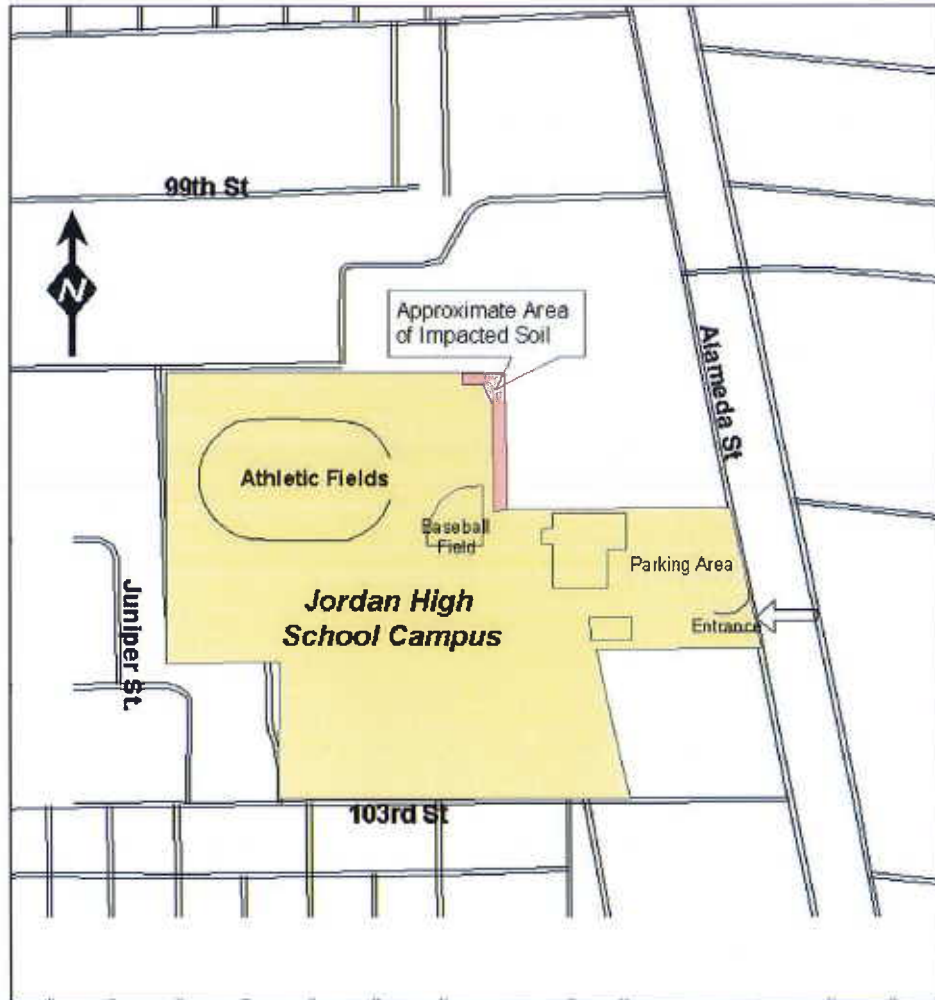 99th St
N
Approximate Area
of Impacted Soil
Alameda St
Athletic Fields
Baseball
Field
Parking Area
Jordan High
School Campus
Entrance
Juniper St.
103rd St